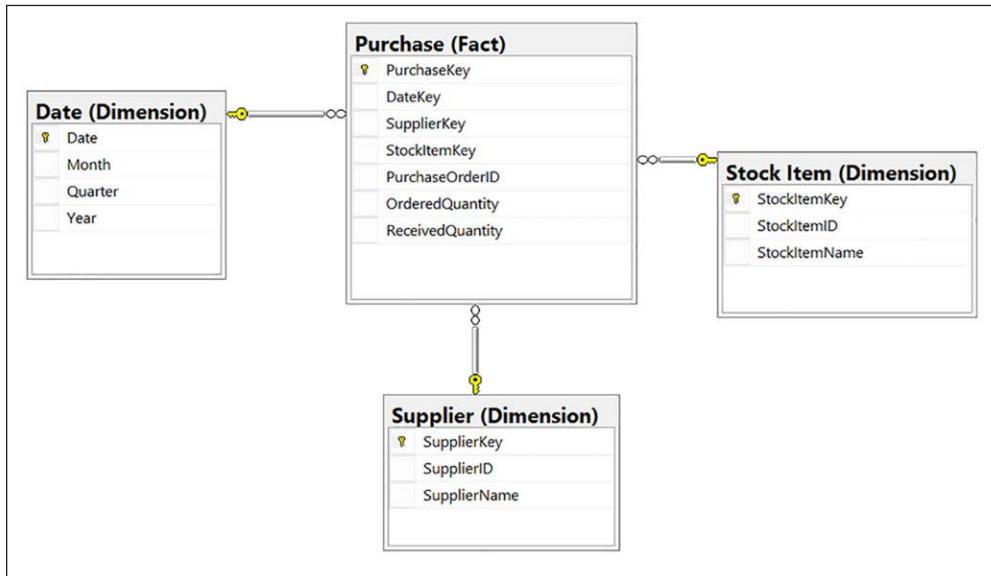 Purchase (Fact)
PurchaseKey
DateKey
SupplierKey
StockItemKey
PurchaseOrderID
OrderedQuantity
ReceivedQuantity
Date (Dimension)
Date
Month
Quarter
Year
Stock Item (Dimension)
StockItemKey
StockItemID
StockItemName
Supplier (Dimension)
SupplierKey
SupplierID
SupplierName